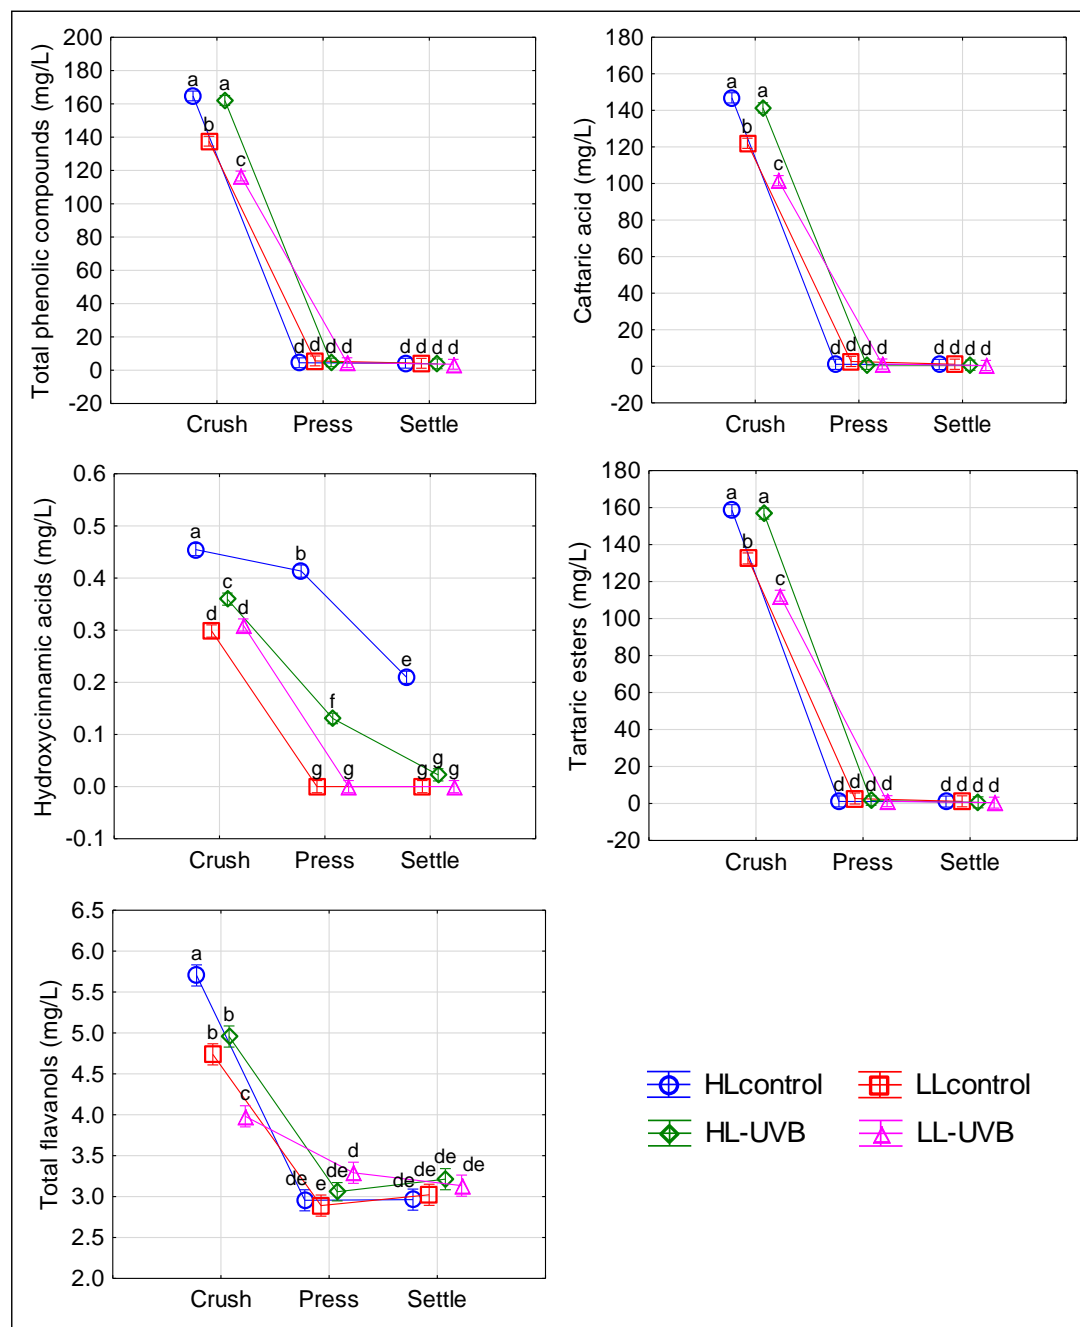 Total phenolic compounds (mg/L)
200
180
160
140
120
100
80
60
40
20
0
-20
a
a
b
c
d d d d
d d d d
Crush Press Settle
Caftaric acid (mg/L)
180
160
140
120
100
80
60
40
20
0
-20
a
a
b
c
d d d d
d d d d
Crush Press Settle
Hydroxycinnamic acids (mg/L)
0.6
0.5
0.4
0.3
0.2
0.1
0.0
-0.1
a
b
c
d d
e
f
g
g g
g g
Crush Press Settle
Tartaric esters (mg/L)
180
160
140
120
100
80
60
40
20
0
-20
a
a
b
c
d d d d
d d d d
Crush Press Settle
Total flavanols (mg/L)
6.5
6.0
5.5
5.0
4.5
4.0
3.5
3.0
2.5
2.0
a
b
b
c
d
de e de
de de de de
Crush Press Settle
HLcontrol LLcontrol
HL-UVB LL-UVB